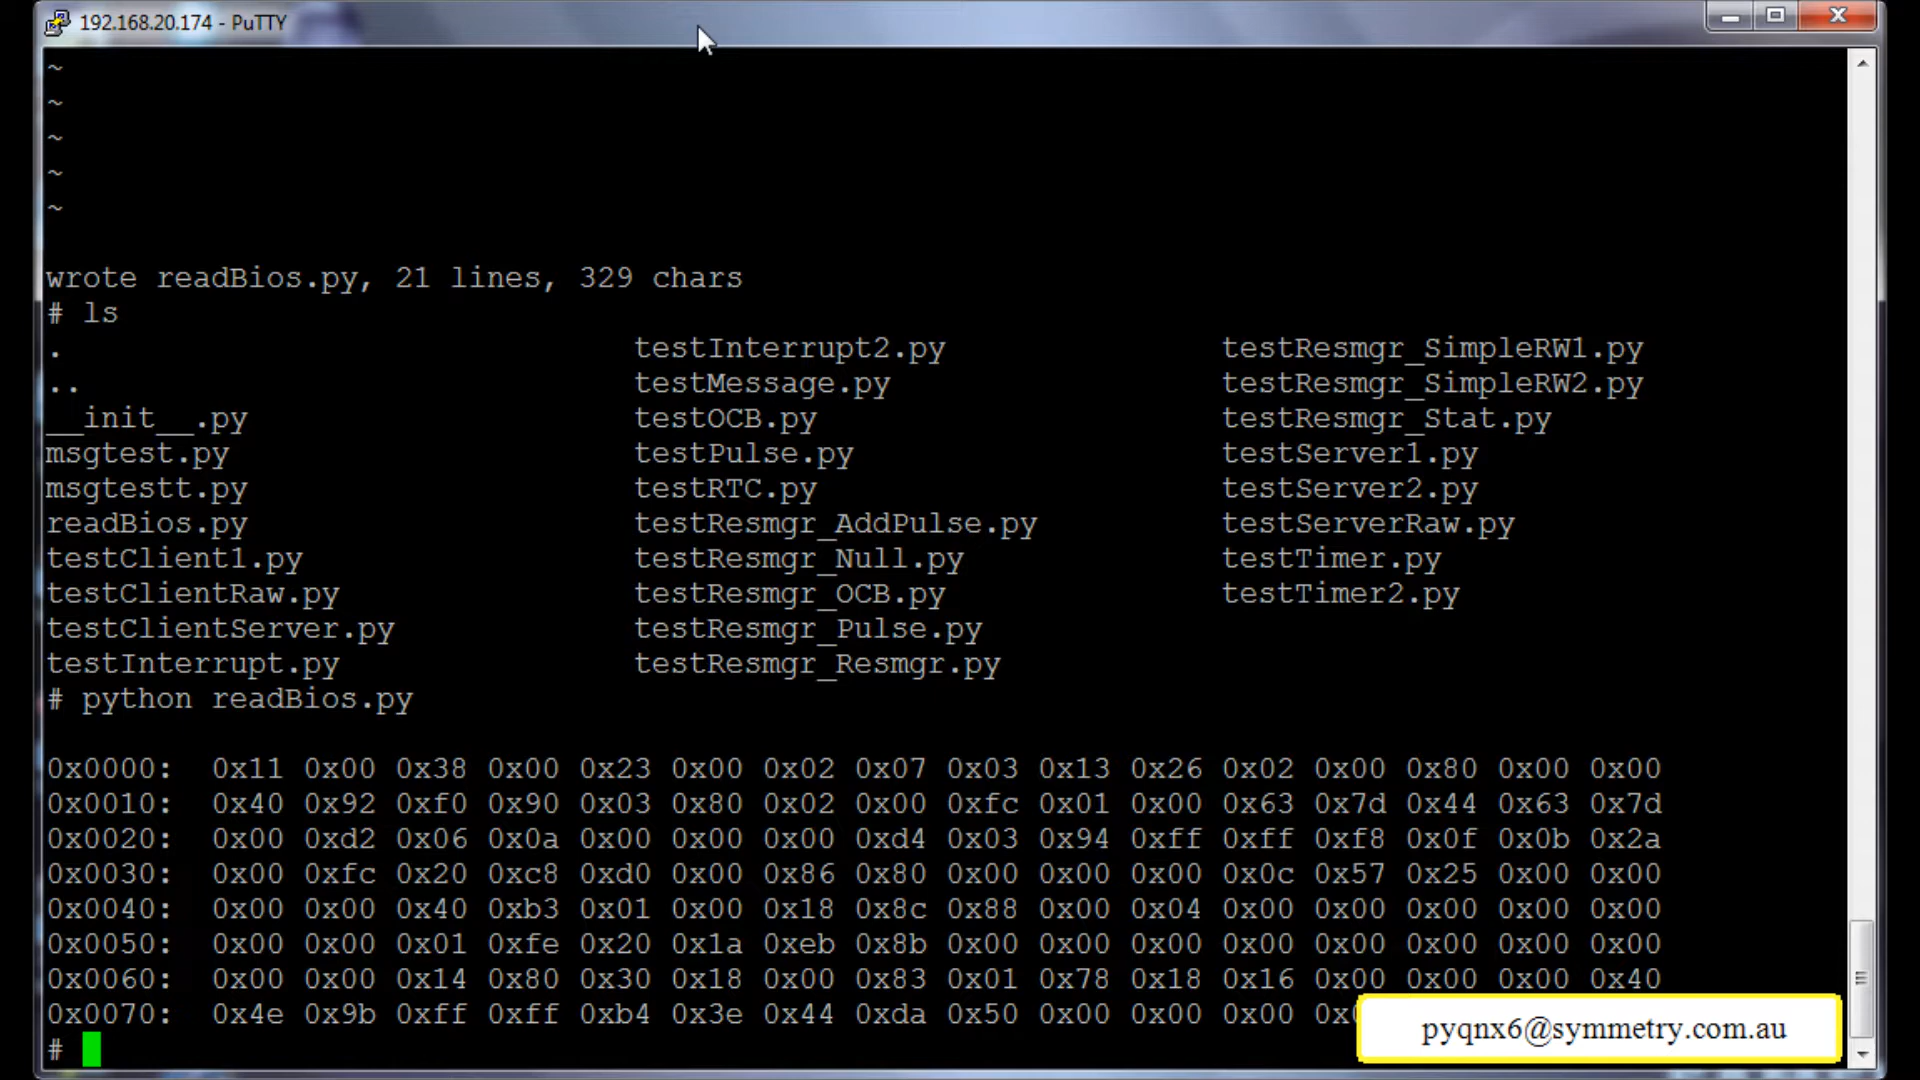 192.168.20.174 - PuTTY
~
~
~
~
~
wrote readBios.py, 21 lines, 329 chars
# ls
. testInterrupt2.py testResmgr_SimpleRW1.py
.. testMessage.py testResmgr_SimpleRW2.py
__init__.py testOCB.py testResmgr_Stat.py
msgtest.py testPulse.py testServer1.py
msgtestt.py testRTC.py testServer2.py
readBios.py testResmgr_AddPulse.py testServerRaw.py
testClient1.py testResmgr_Null.py testTimer.py
testClientRaw.py testResmgr_OCB.py testTimer2.py
testClientServer.py testResmgr_Pulse.py
testInterrupt.py testResmgr_Resmgr.py
# python readBios.py
0x0000: 0x11 0x00 0x38 0x00 0x23 0x00 0x02 0x07 0x03 0x13 0x26 0x02 0x00 0x80 0x00 0x00
0x0010: 0x40 0x92 0xf0 0x90 0x03 0x80 0x02 0x00 0xfc 0x01 0x00 0x63 0x7d 0x44 0x63 0x7d
0x0020: 0x00 0xd2 0x06 0x0a 0x00 0x00 0x00 0xd4 0x03 0x94 0xff 0xff 0xf8 0x0f 0x0b 0x2a
0x0030: 0x00 0xfc 0x20 0xc8 0xd0 0x00 0x86 0x80 0x00 0x00 0x00 0x0c 0x57 0x25 0x00 0x00
0x0040: 0x00 0x00 0x40 0xb3 0x01 0x00 0x18 0x8c 0x88 0x00 0x04 0x00 0x00 0x00 0x00 0x00
0x0050: 0x00 0x00 0x01 0xfe 0x20 0x1a 0xeb 0x8b 0x00 0x00 0x00 0x00 0x00 0x00 0x00 0x00
0x0060: 0x00 0x00 0x14 0x80 0x30 0x18 0x00 0x83 0x01 0x78 0x18 0x16 0x00 0x00 0x00 0x40
0x0070: 0x4e 0x9b 0xff 0xff 0xb4 0x3e 0x44 0xda 0x50 0x00 0x00 0x00
#
pyqnx6@symmetry.com.au